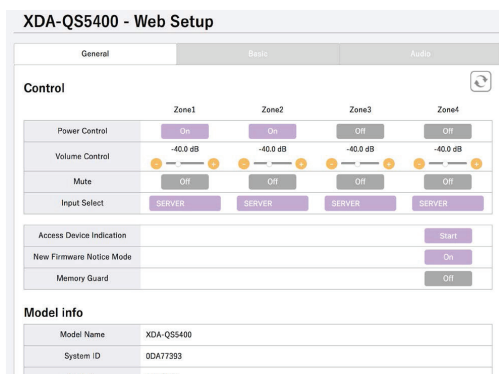 XDA-QS5400 - Web Setup
General Basic Audio
Control
Zone1 Zone2 Zone3 Zone4
Power Control On On Off Off
-40.0 dB -40.0 dB -40.0 dB -40.0 dB
Volume Control
Mute Off Off Off Off
Input Select SERVER SERVER SERVER SERVER
Access Device Indication Start
New Firmware Notice Mode On
Memory Guard Off
Model info
Model Name XDA-QS5400
System ID 0DA77393